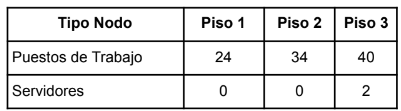 Tipo Nodo Piso 1 Piso 2 Piso 3
Puestos de Trabajo 24 34 40
Servidores 0 0 2